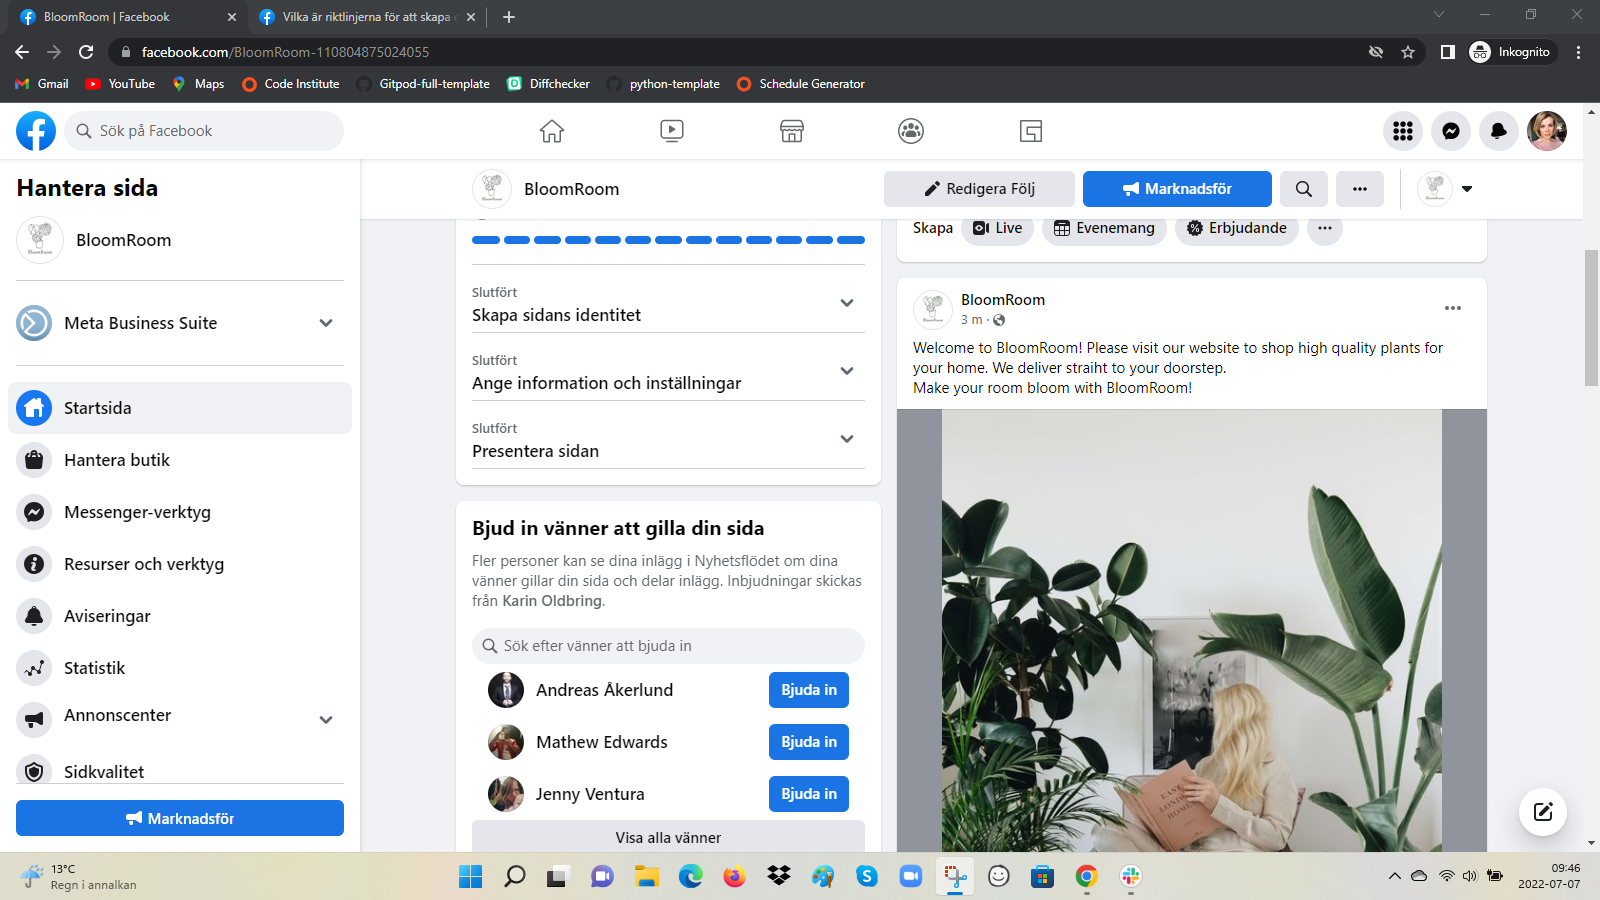 BloomRoom | Facebook
Vilka är riktlinjerna för att skapa e
facebook.com/BloomRoom-110804875024055
Inkognito
Gmail
YouTube
Maps
Code Institute
Gitpod-full-template
Diffchecker
python-template
Schedule Generator
Sök på Facebook
Hantera sida
BloomRoom
Meta Business Suite
Startsida
Hantera butik
Messenger-verktyg
Resurser och verktyg
Aviseringar
Statistik
Annonscenter
Sidkvalitet
Marknadsför
BloomRoom
Redigera Följ
Marknadsför
Slutfört
Skapa sidans identitet
Slutfört
Ange information och inställningar
Slutfört
Presentera sidan
Bjud in vänner att gilla din sida
Fler personer kan se dina inlägg i Nyhetsflödet om dina
vänner gillar din sida och delar inlägg. Inbjudningar skickas
från Karin Oldbring.
Sök efter vänner att bjuda in
Andreas Åkerlund
Bjuda in
Mathew Edwards
Bjuda in
Jenny Ventura
Bjuda in
Visa alla vänner
Skapa
Live
Evenemang
Erbjudande
BloomRoom
3 m ·
Welcome to BloomRoom! Please visit our website to shop high quality plants for
your home. We deliver straiht to your doorstep.
Make your room bloom with BloomRoom!
13°C
Regn i annalkan
09:46
2022-07-07